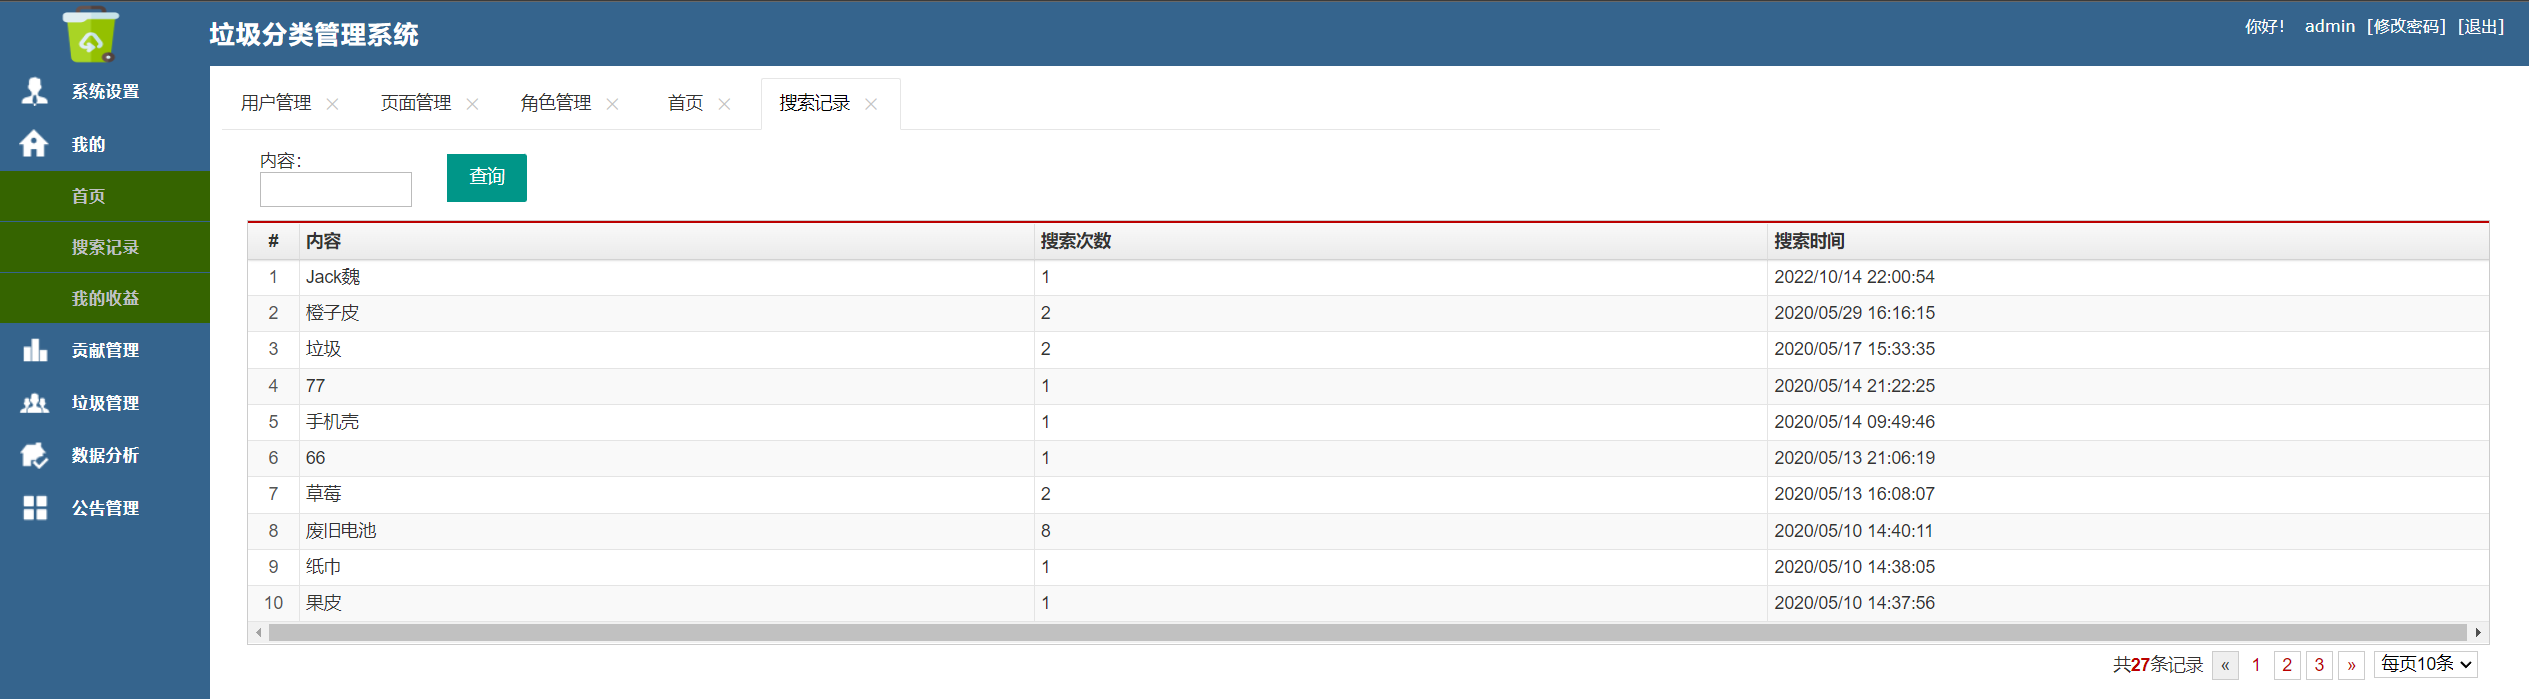 垃圾分类管理系统
你好! admin [修改密码] [退出]
系统设置
我的
首页
搜索记录
我的收益
贡献管理
垃圾管理
数据分析
公告管理
用户管理 页面管理 角色管理 首页 搜索记录
内容:
查询
# 内容 搜索次数 搜索时间
1 Jack魏 1 2022/10/14 22:00:54
2 橙子皮 2 2020/05/29 16:16:15
3 垃圾 2 2020/05/17 15:33:35
4 77 1 2020/05/14 21:22:25
5 手机壳 1 2020/05/14 09:49:46
6 66 1 2020/05/13 21:06:19
7 草莓 2 2020/05/13 16:08:07
8 废旧电池 8 2020/05/10 14:40:11
9 纸巾 1 2020/05/10 14:38:05
10 果皮 1 2020/05/10 14:37:56
共27条记录 « 1 2 3 » 每页10条